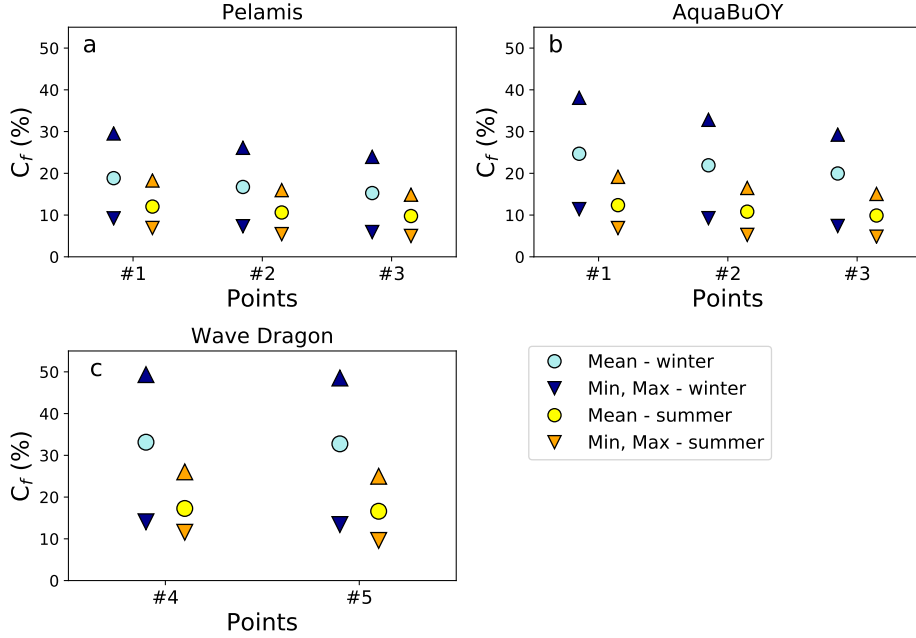 Pelamis
a
C_f (%)
50
40
30
20
10
0
#1 #2 #3
Points
AquaBuOY
b
C_f (%)
50
40
30
20
10
0
#1 #2 #3
Points
Wave Dragon
c
C_f (%)
50
40
30
20
10
0
#4 #5
Points
Mean - winter
Min, Max - winter
Mean - summer
Min, Max - summer